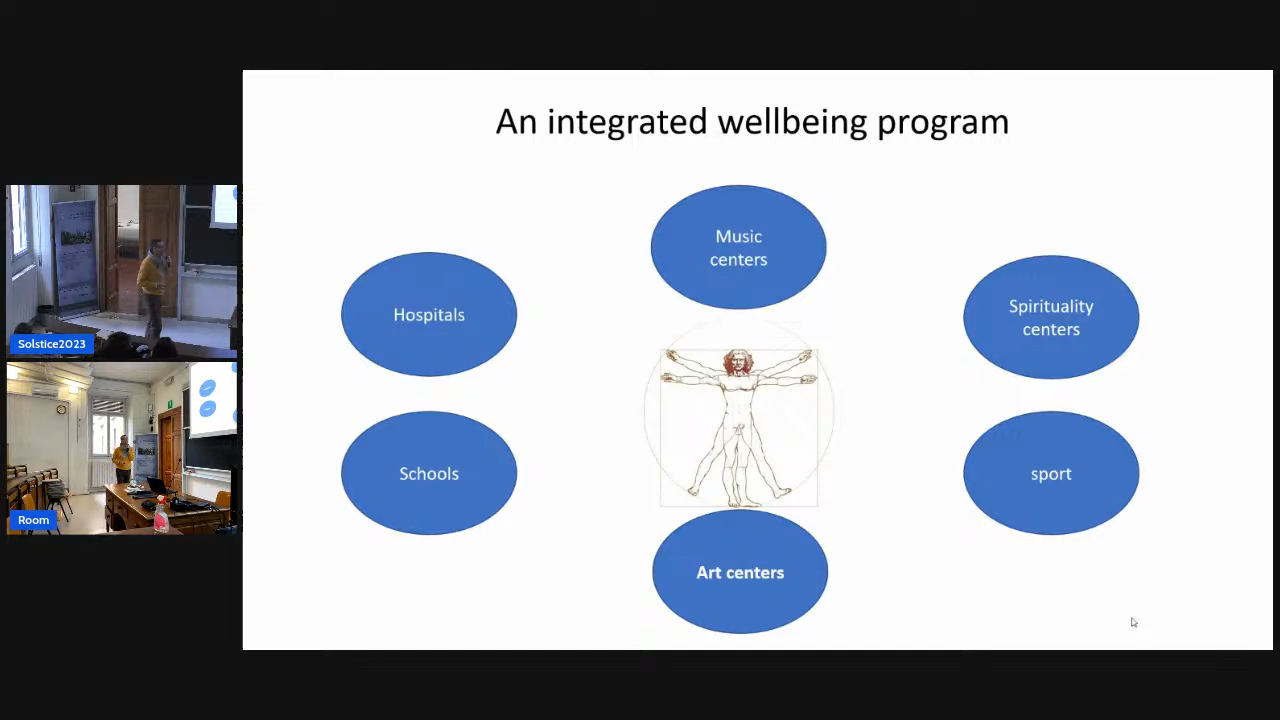 An integrated wellbeing program
Music
centers
Hospitals
Spirituality
centers
Schools
sport
Art centers
Solstice2023
Room